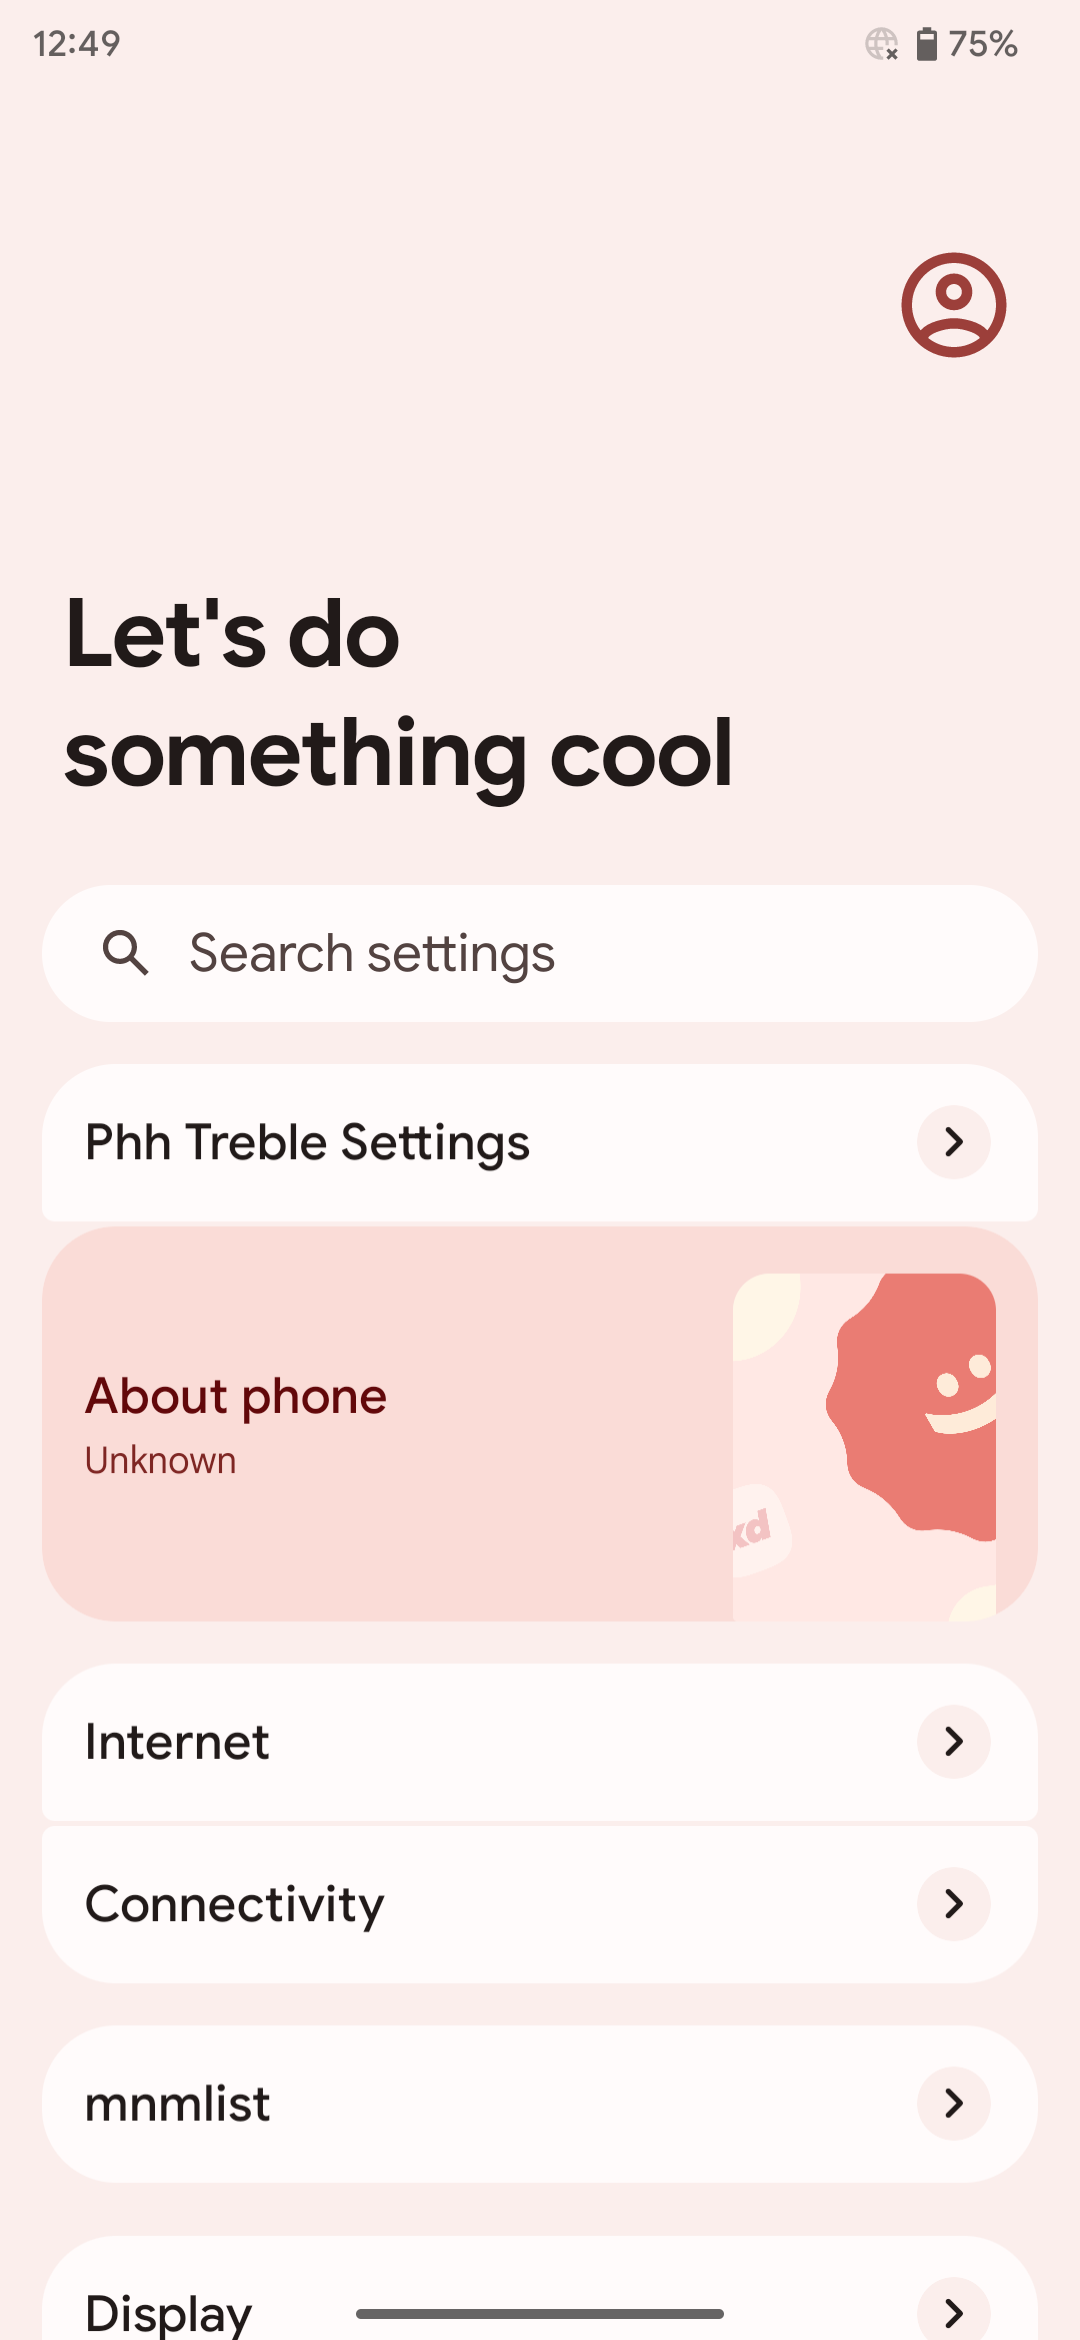 12:49
75%
Let's do
something cool
Search settings
Phh Treble Settings
About phone
Unknown
xd
Internet
Connectivity
mnmlist
Display